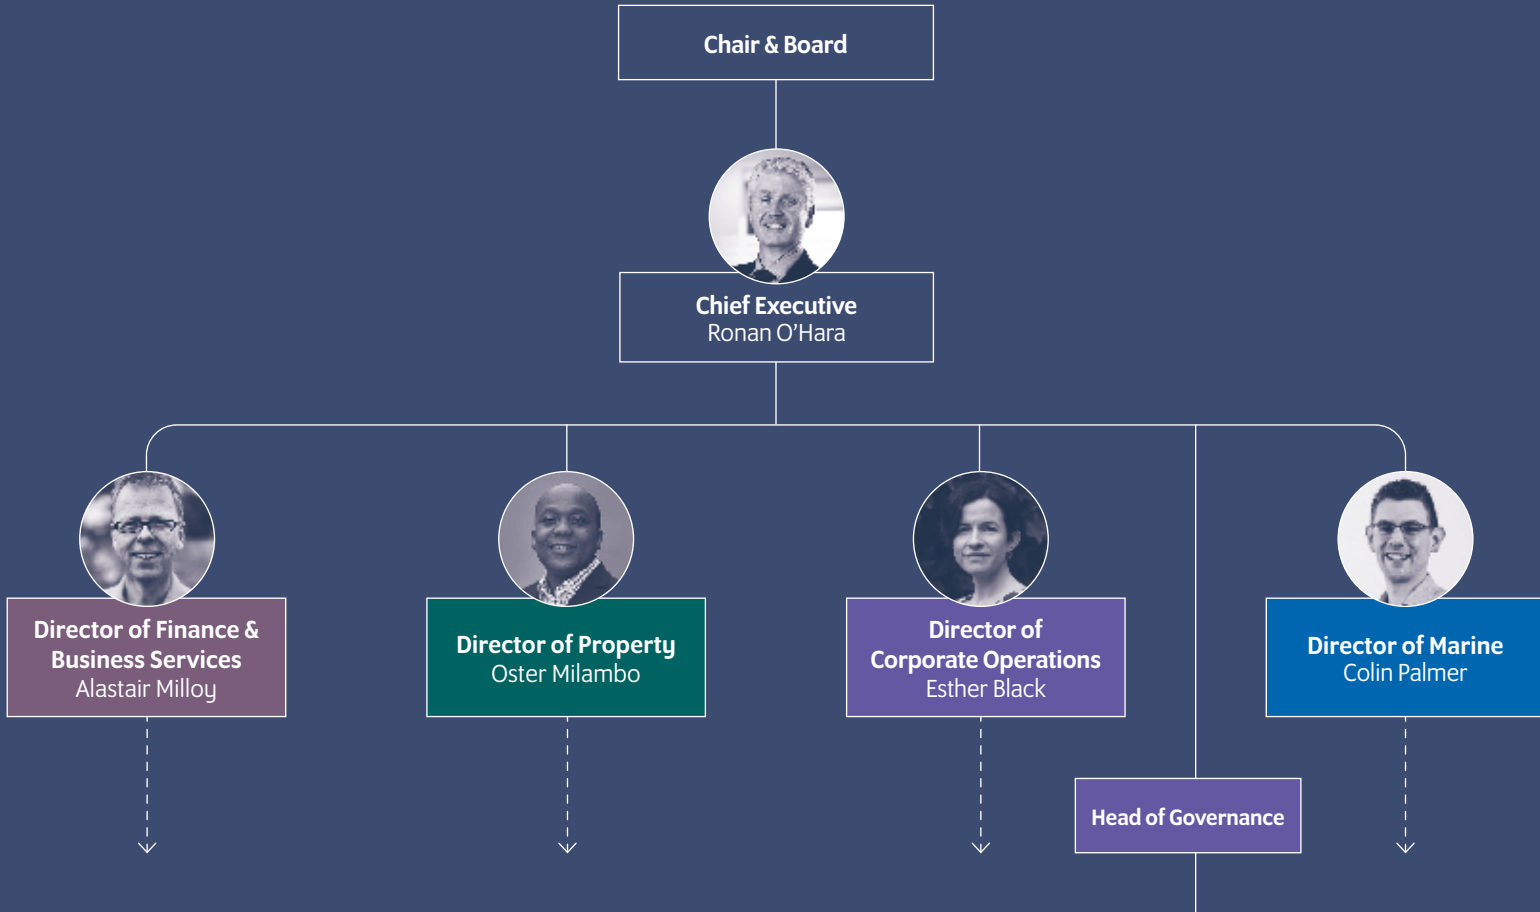 Chair & Board
Chief Executive
Ronan O’Hara
Director of Finance &
Business Services
Alastair Milloy
Director of Property
Oster Milambo
Director of
Corporate Operations
Esther Black
Director of Marine
Colin Palmer
Head of Governance